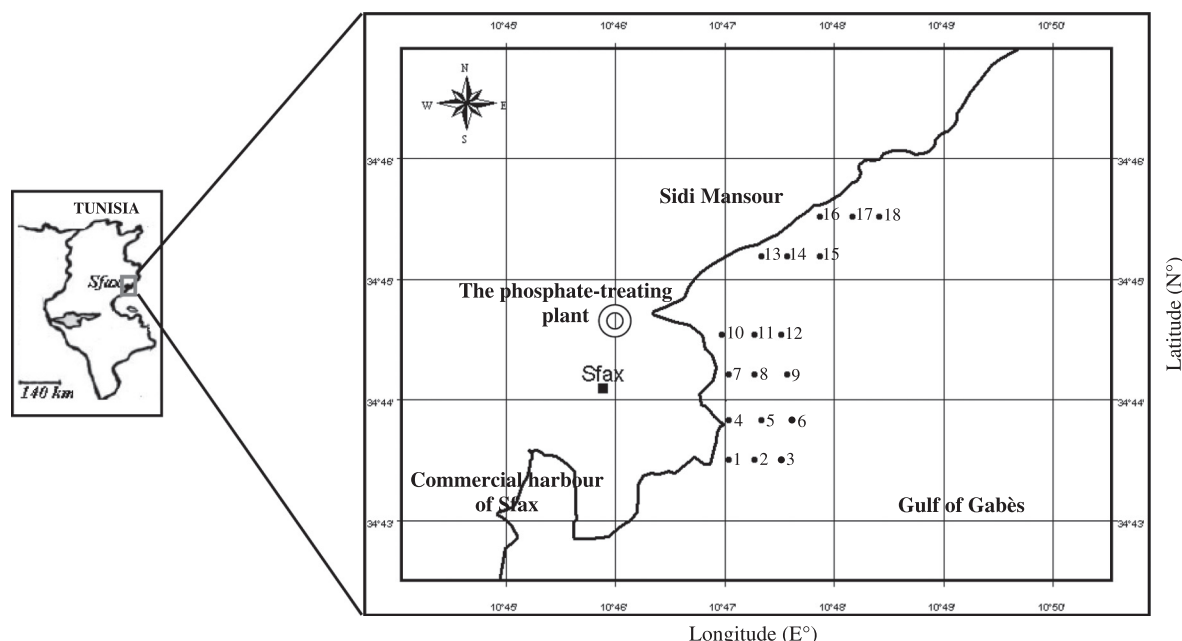 TUNISIA
Sfax
140 km
10°45' 10°46' 10°47' 10°48' 10°49' 10°50'
N
W E
S
34°46' 34°46'
Sidi Mansour
16 17 18
13 14 15
34°45' 34°45'
The phosphate-treating
plant
10 11 12
Sfax
7 8 9
34°44' 34°44'
4 5 6
1 2 3
Commercial harbour
of Sfax
Gulf of Gabès
34°43' 34°43'
10°45' 10°46' 10°47' 10°48' 10°49' 10°50'
Longitude (E°)
Latitude (N°)